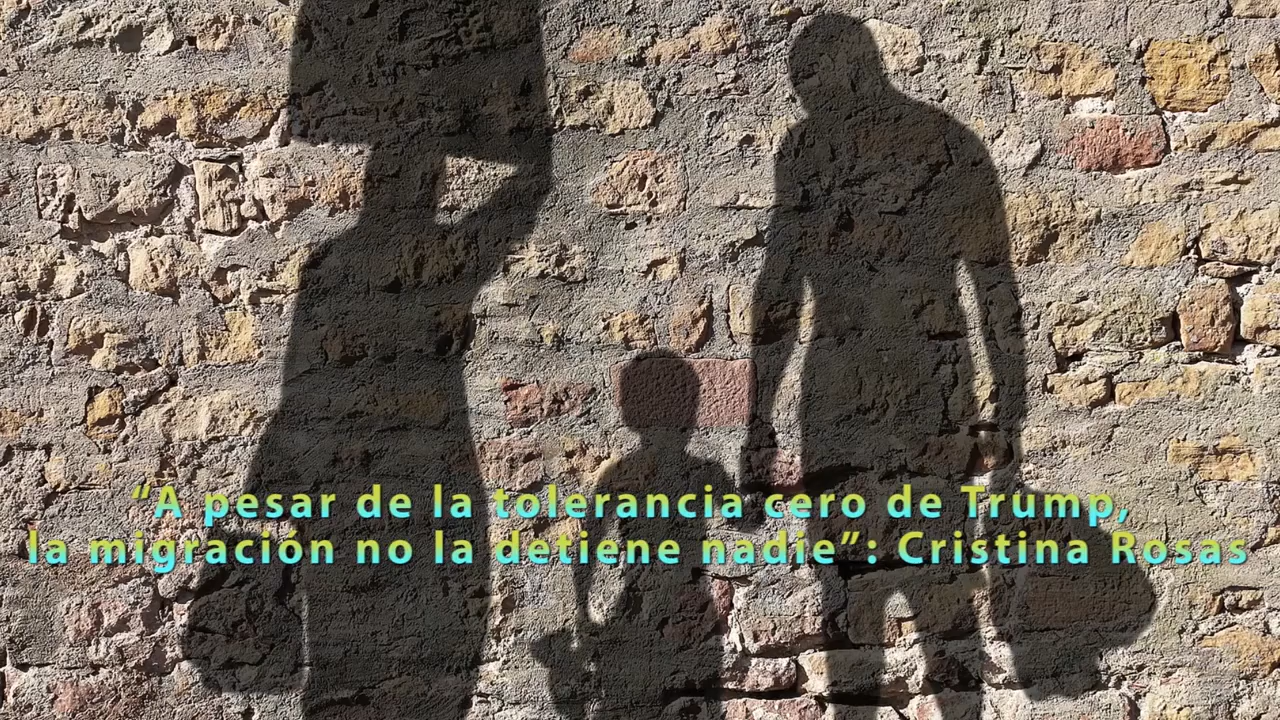 “A pesar de la tolerancia cero de Trump,
la migración no la detiene nadie”: Cristina Rosas